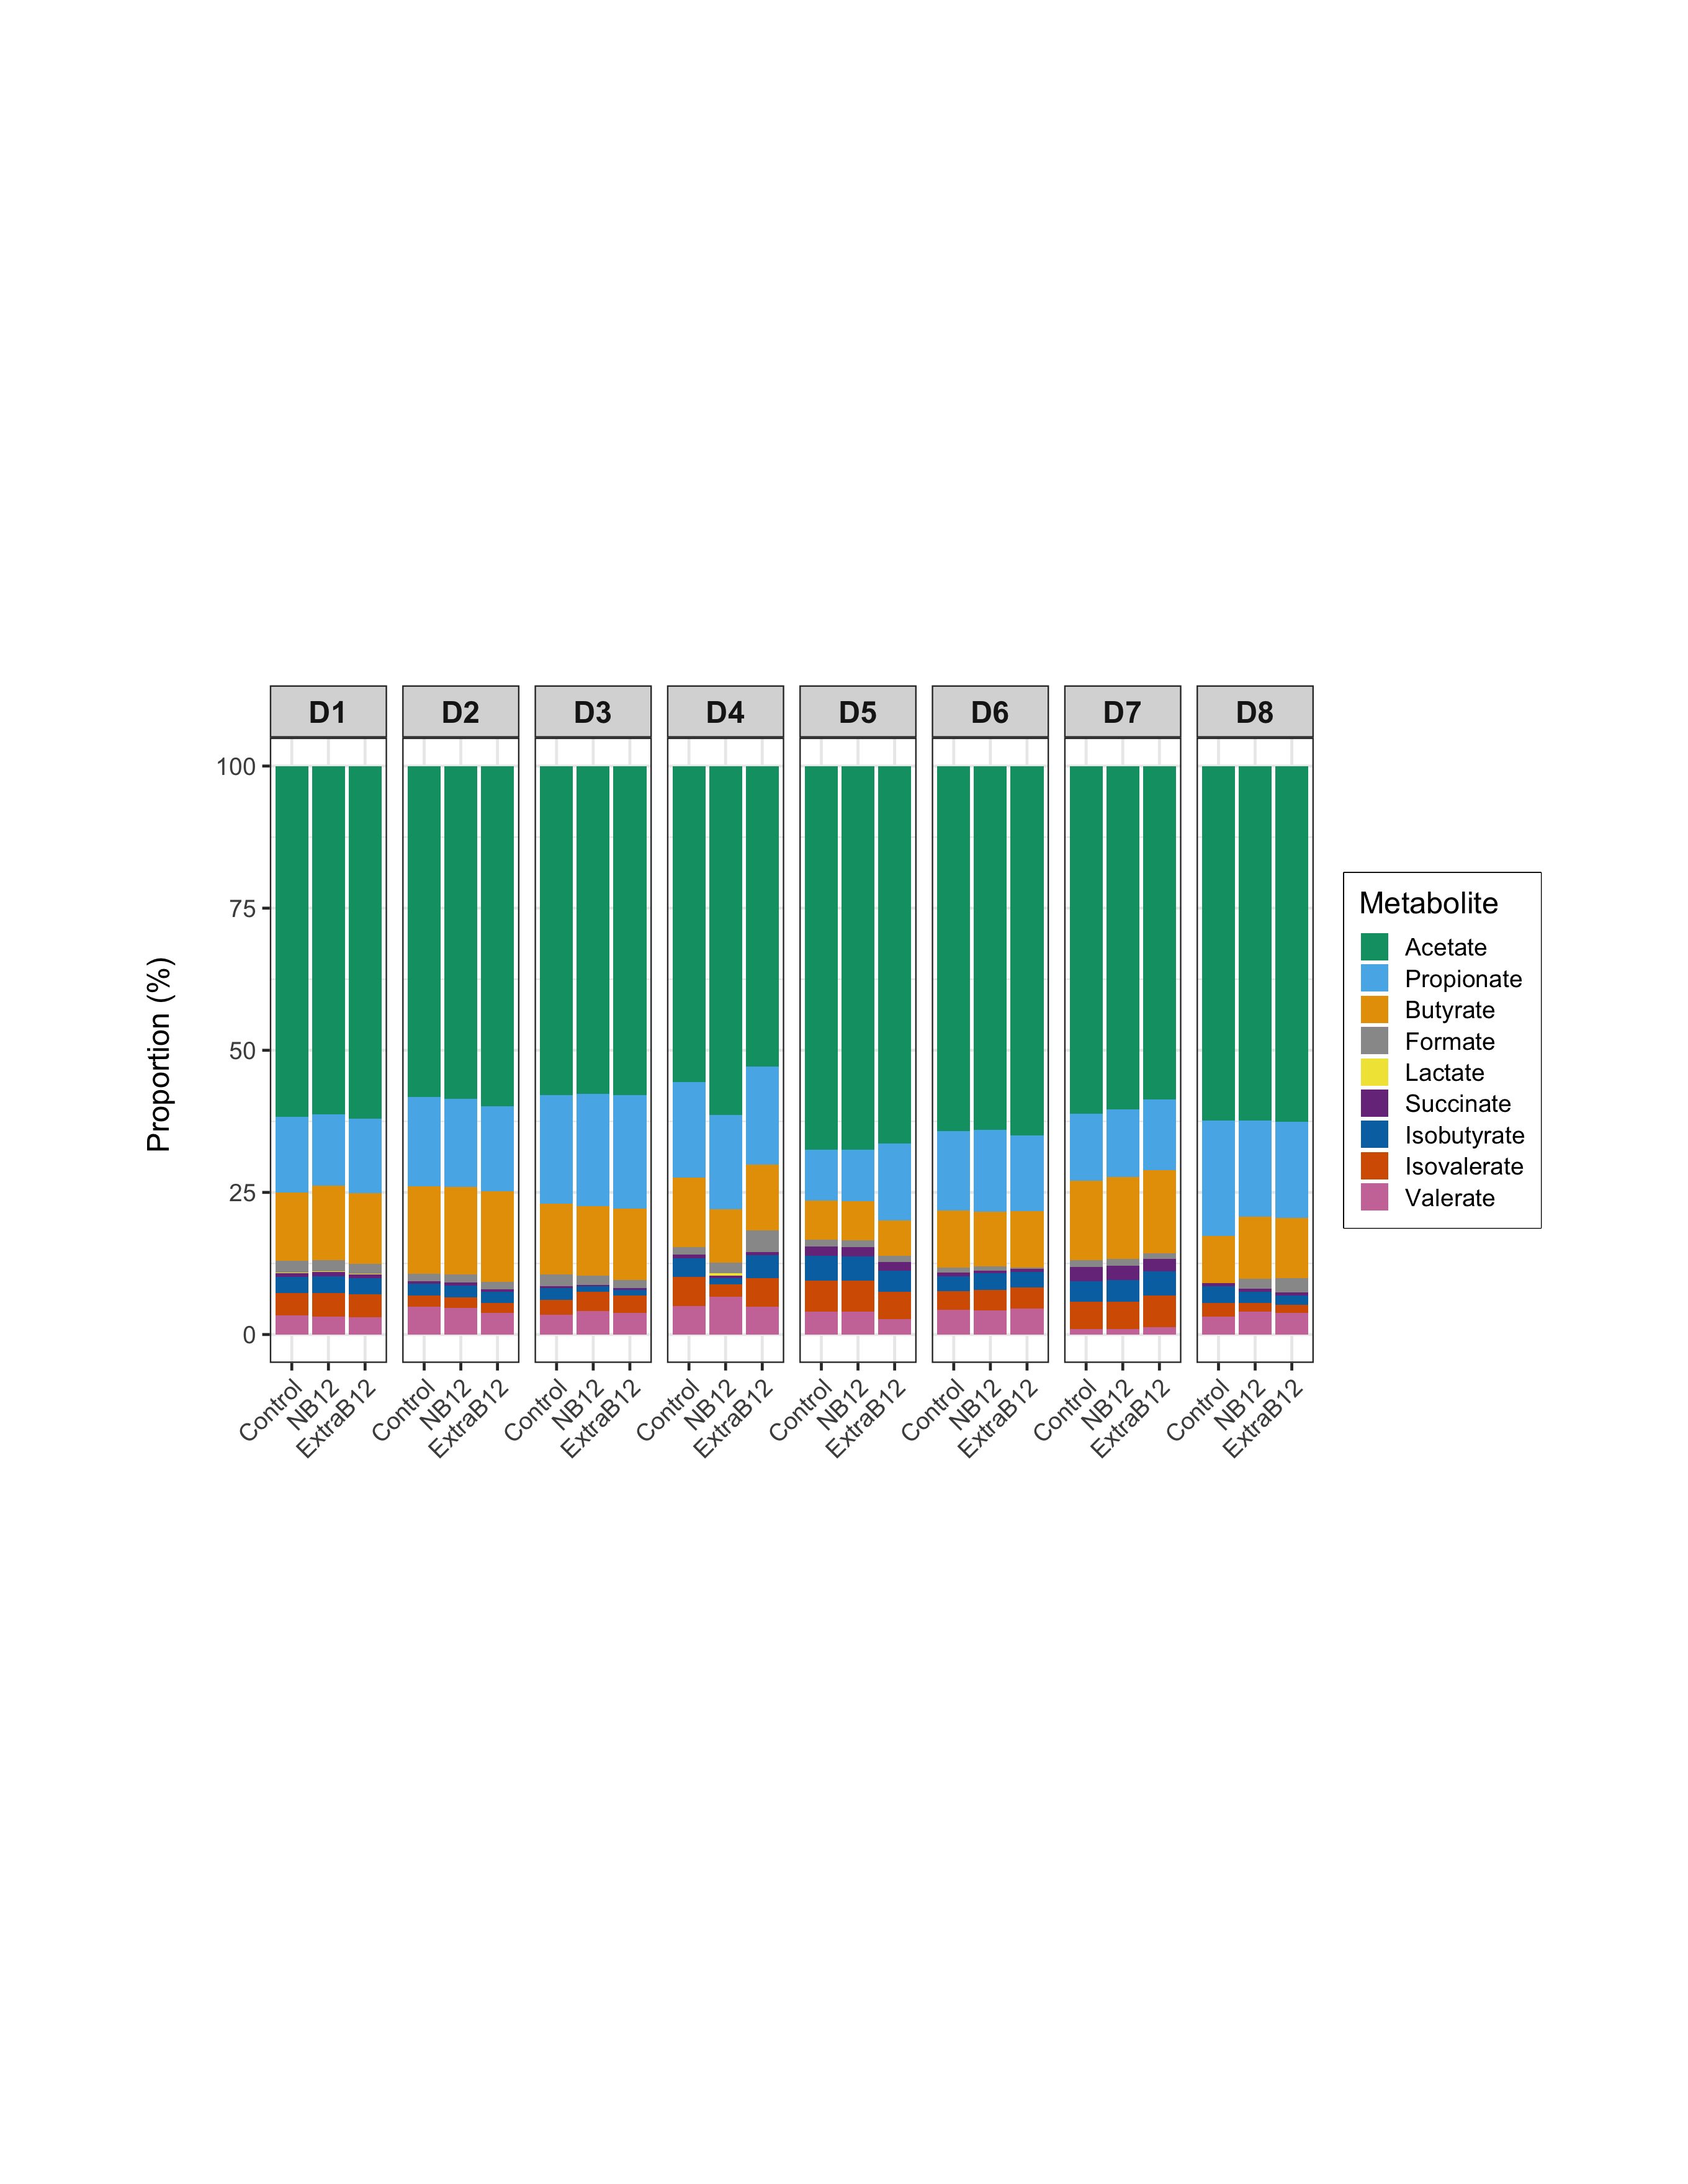 D1 D2 D3 D4 D5 D6 D7 D8
Proportion (%)
100
75
50
25
0
Control NB12 ExtraB12 Control NB12 ExtraB12 Control NB12 ExtraB12 Control NB12 ExtraB12 Control NB12 ExtraB12 Control NB12 ExtraB12 Control NB12 ExtraB12 Control NB12 ExtraB12
Metabolite
Acetate
Propionate
Butyrate
Formate
Lactate
Succinate
Isobutyrate
Isovalerate
Valerate